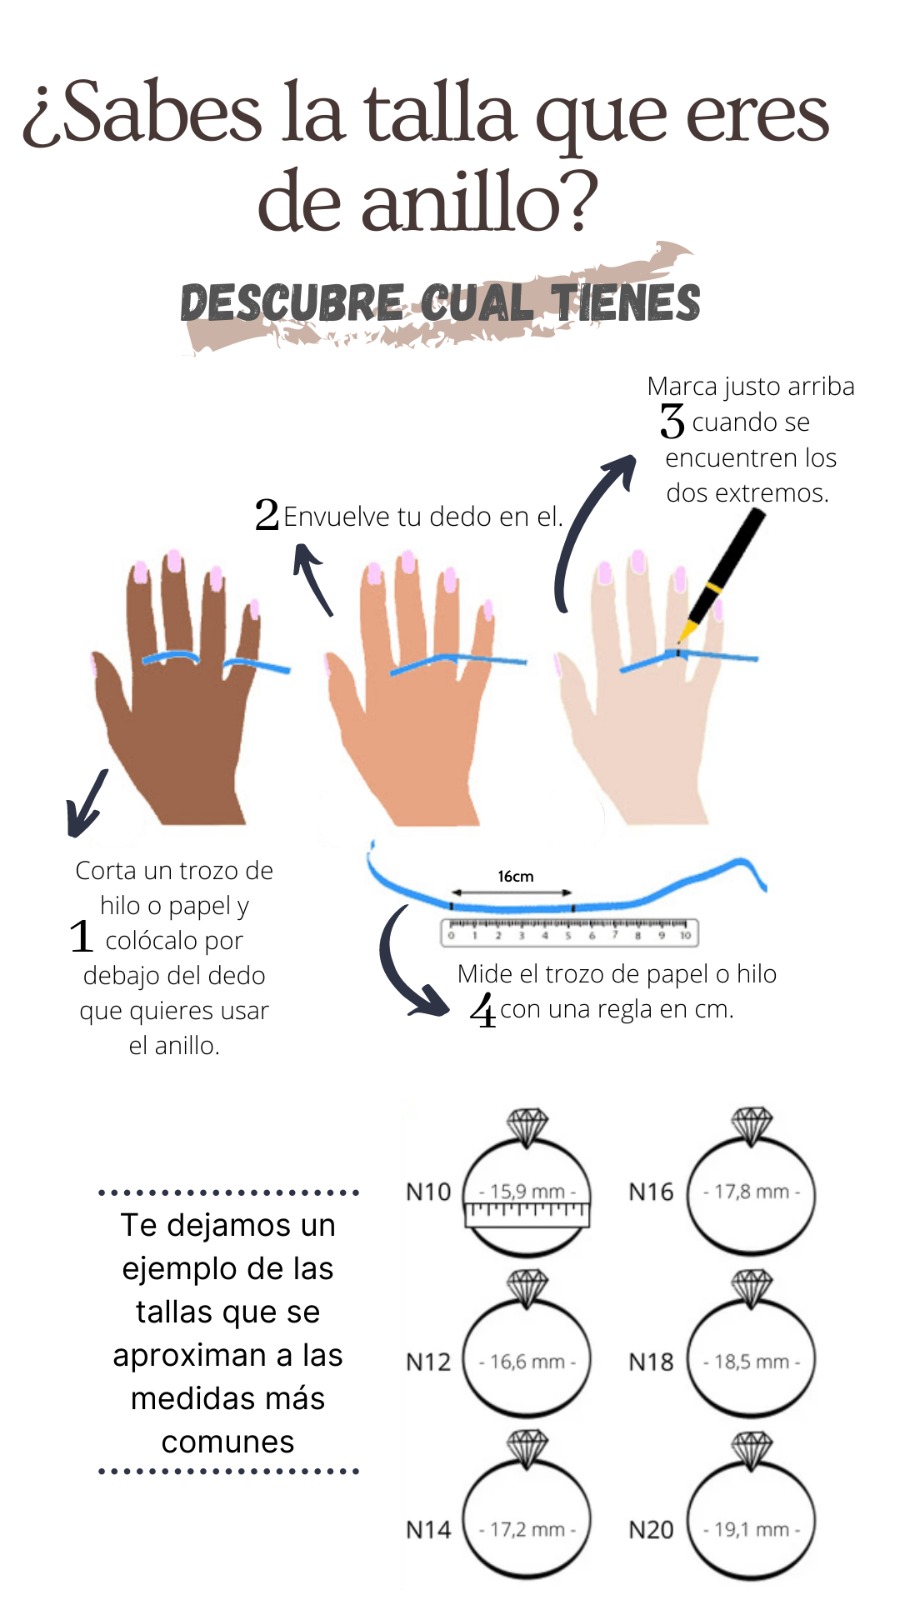 ¿Sabes la talla que eres
de anillo?
DESCUBRE CUAL TIENES
Marca justo arriba
3 cuando se
encuentren los
dos extremos.
2 Envuelve tu dedo en el.
Corta un trozo de
hilo o papel y
1 colócalo por
debajo del dedo
que quieres usar
el anillo.
16cm
0 1 2 3 4 5 6 7 8 9 10
Mide el trozo de papel o hilo
4 con una regla en cm.
Te dejamos un
ejemplo de las
tallas que se
aproximan a las
medidas más
comunes
N10 - 15,9 mm -
N16 - 17,8 mm -
N12 - 16,6 mm -
N18 - 18,5 mm -
N14 - 17,2 mm -
N20 - 19,1 mm -